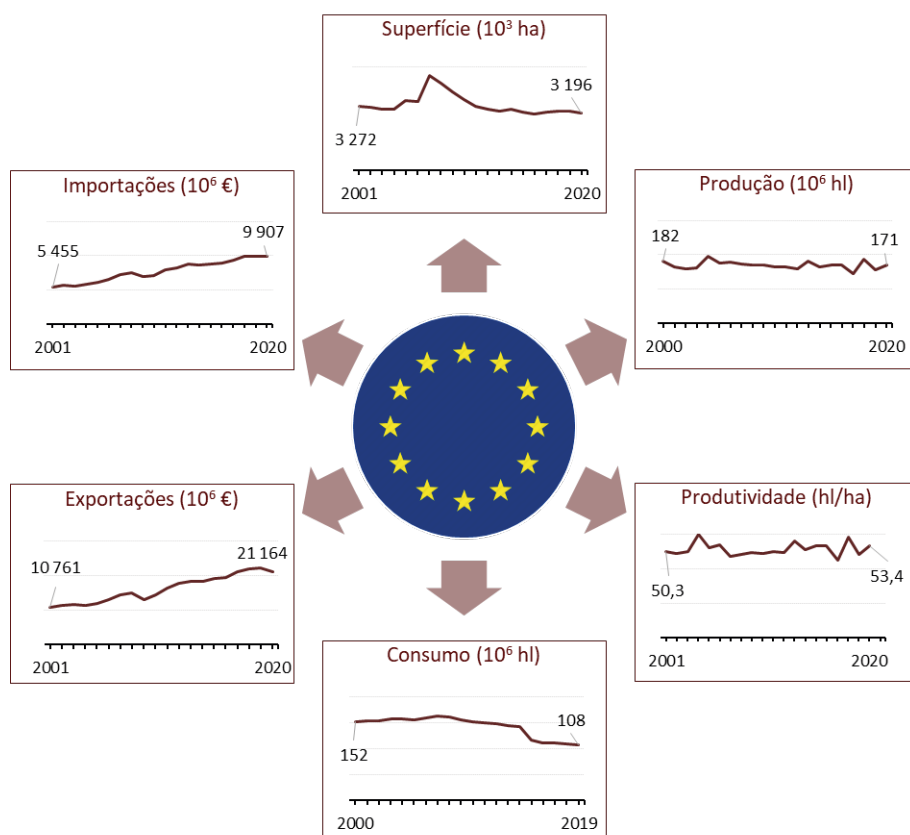 Superfície (10³ ha)
3 196
3 272
2001 2020
Importações (10⁶ €)
9 907
5 455
2001 2020
Produção (10⁶ hl)
182 171
2000 2020
Exportações (10⁶ €)
21 164
10 761
2001 2020
Produtividade (hl/ha)
50,3 53,4
2001 2020
Consumo (10⁶ hl)
108
152
2000 2019